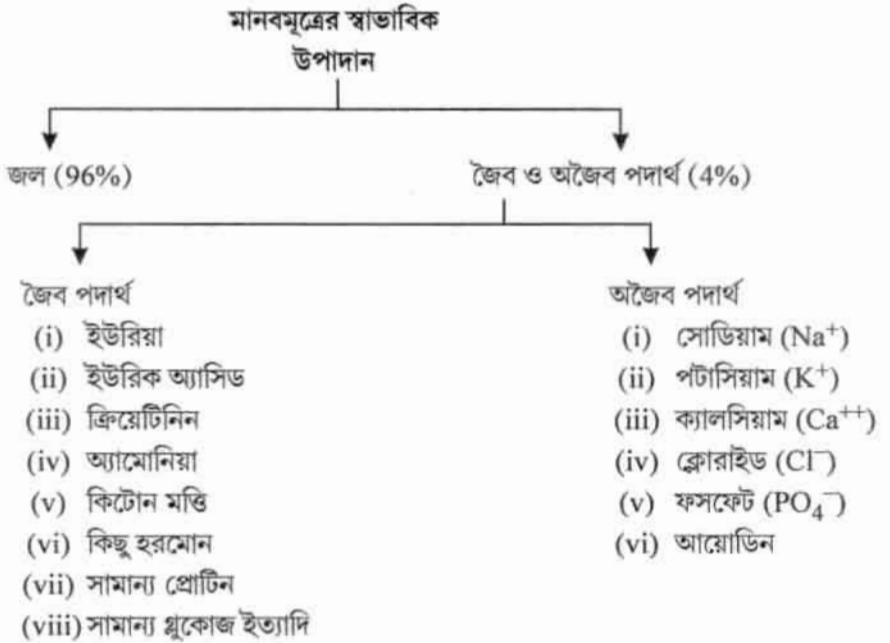 মানবমূত্রের স্বাভাবিক
উপাদান
জল (96%)
জৈব ও অজৈব পদার্থ (4%)
জৈব পদার্থ
(i) ইউরিয়া
(ii) ইউরিক অ্যাসিড
(iii) ক্রিয়েটিনিন
(iv) অ্যামোনিয়া
(v) কিটোন মত্তি
(vi) কিছু হরমোন
(vii) সামান্য প্রোটিন
(viii) সামান্য গ্লুকোজ ইত্যাদি
অজৈব পদার্থ
(i) সোডিয়াম (Na⁺)
(ii) পটাসিয়াম (K⁺)
(iii) ক্যালসিয়াম (Ca⁺⁺)
(iv) ক্লোরাইড (Cl⁻)
(v) ফসফেট (PO₄⁻)
(vi) আয়োডিন